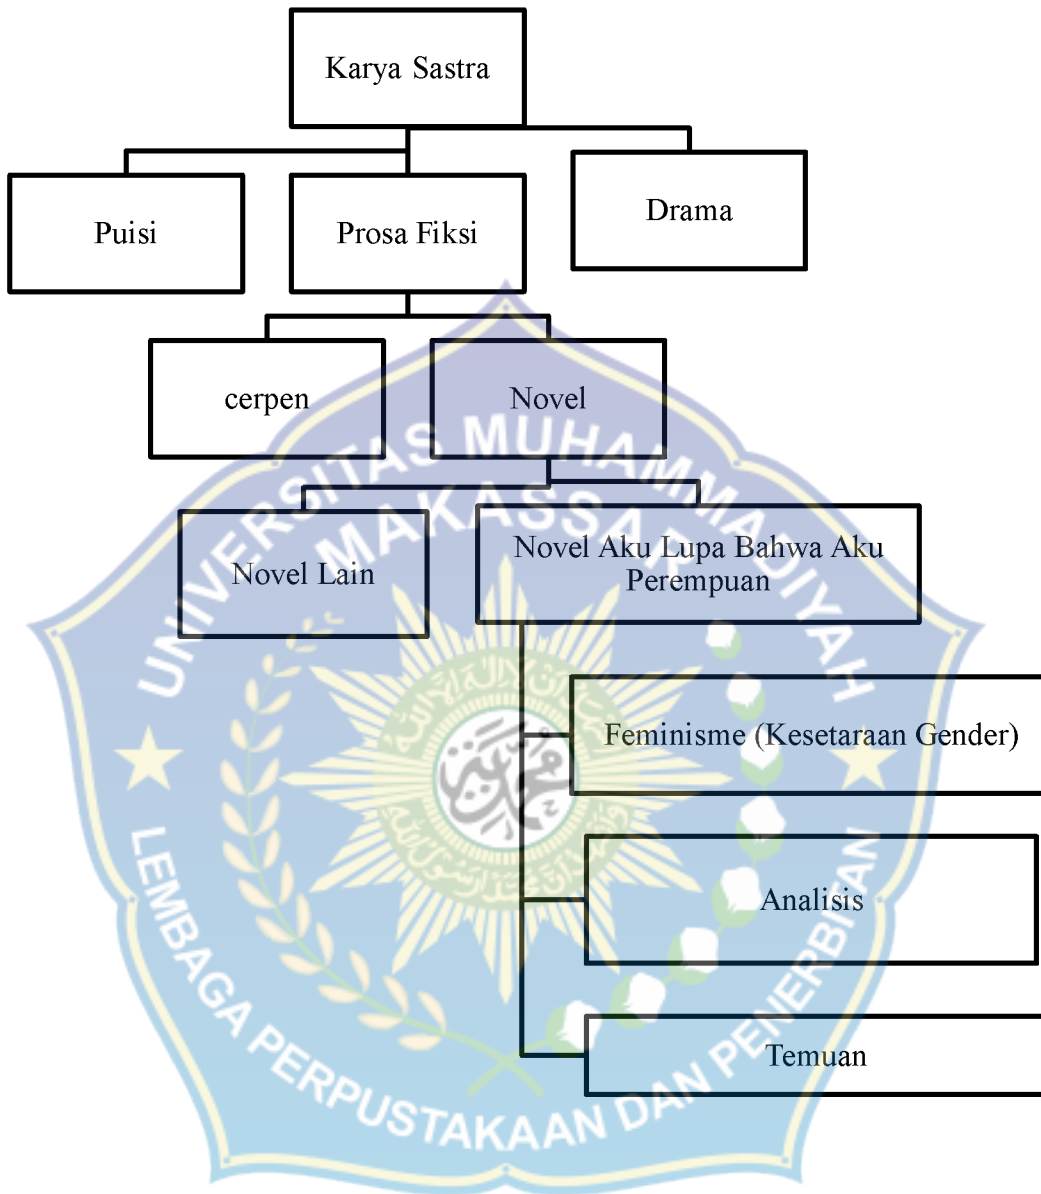 Karya Sastra
Puisi
Prosa Fiksi
Drama
cerpen
Novel
UNIVERSITAS MUHAMMADIYAH
MAKASSAR
Novel Lain
Novel Aku Lupa Bahwa Aku
Perempuan
Feminisme (Kesetaraan Gender)
Analisis
Temuan
LEMBAGA PERPUSTAKAAN DAN PENERBITAN